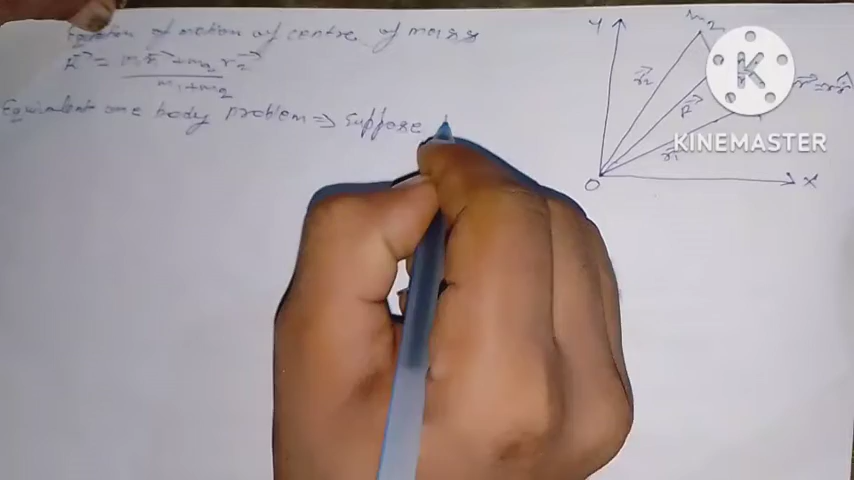 Equation of motion of centre of mass
R⃗ = m₁r₁⃗ + m₂r₂⃗
m₁+m₂
Equivalent one body problem ⇒ Suppose
Y
m₂
r₂⃗
R⃗
r⃗=rr̂
r₁⃗
O
X
K
KINEMASTER